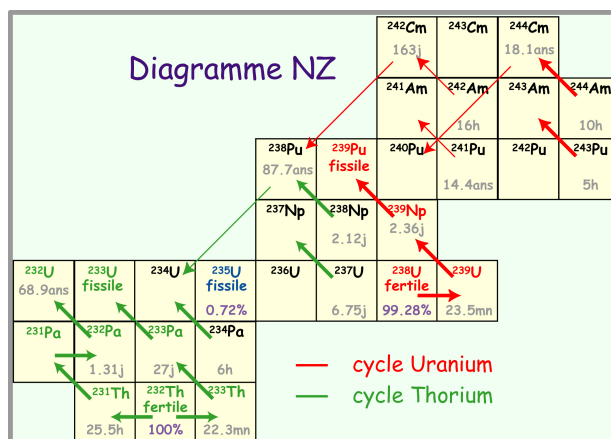 ²⁴²Cm ²⁴³Cm ²⁴⁴Cm
163j 18.1ans
Diagramme NZ
²⁴¹Am ²⁴²Am ²⁴³Am ²⁴⁴Am
16h 10h
²³⁸Pu ²³⁹Pu ²⁴⁰Pu ²⁴¹Pu ²⁴²Pu ²⁴³Pu
fissile
87.7ans 14.4ans 5h
²³⁷Np ²³⁸Np ²³⁹Np
2.12j 2.36j
²³²U ²³³U ²³⁴U ²³⁵U ²³⁶U ²³⁷U ²³⁸U ²³⁹U
68.9ans fissile fissile fertile
0.72% 6.75j 99.28% 23.5mn
²³¹Pa ²³²Pa ²³³Pa ²³⁴Pa
1.31j 27j 6h
cycle Uranium
²³¹Th ²³²Th ²³³Th
fertile
cycle Thorium
25.5h 100% 22.3mn